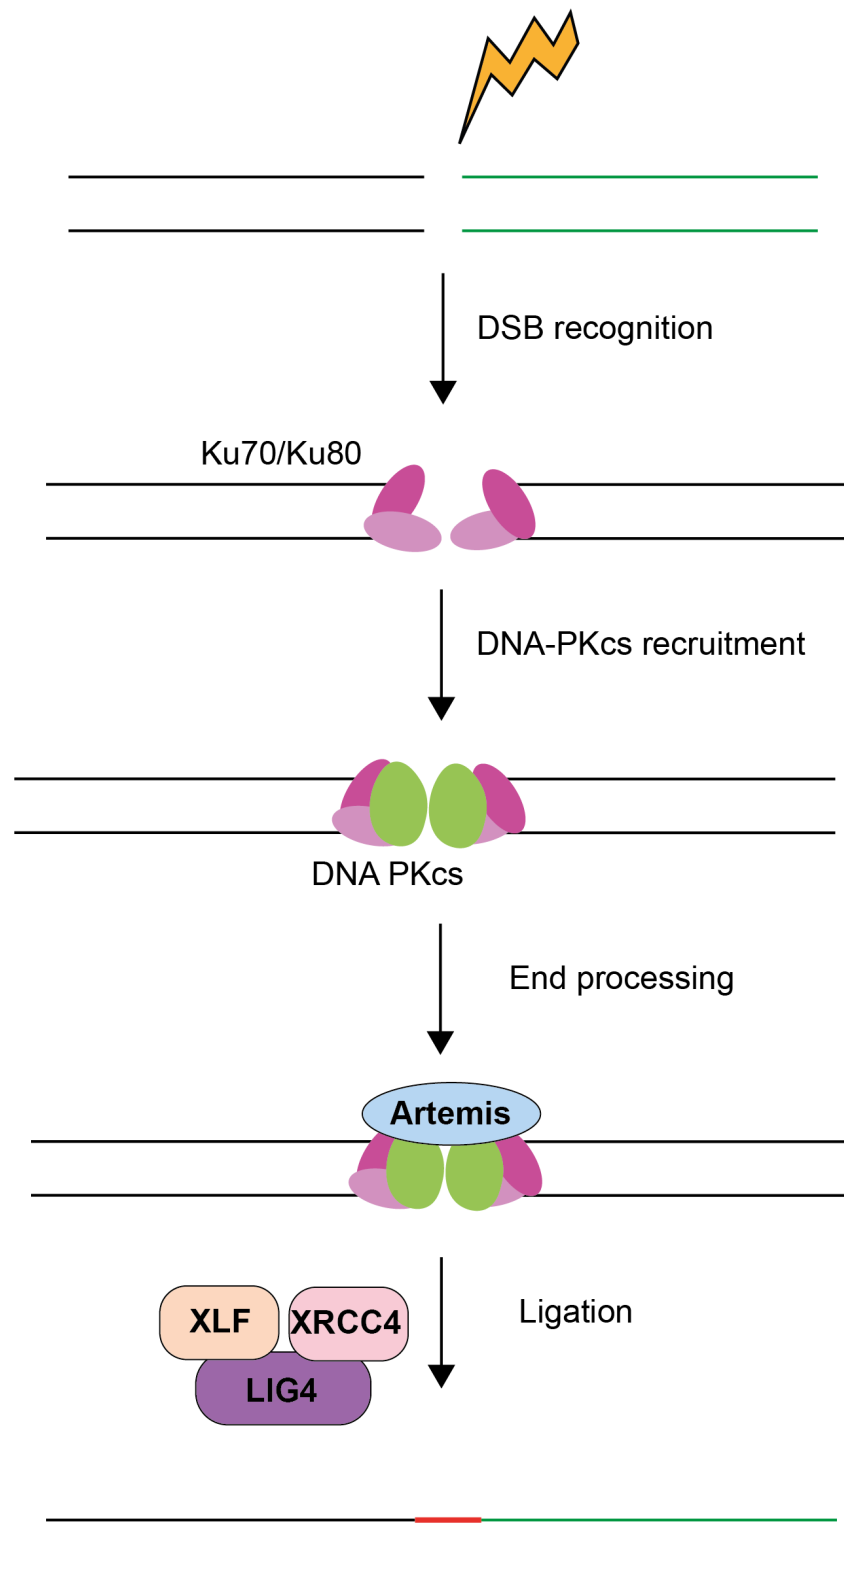 DSB recognition
Ku70/Ku80
DNA-PKcs recruitment
DNA PKcs
End processing
Artemis
Ligation
XLF
XRCC4
LIG4